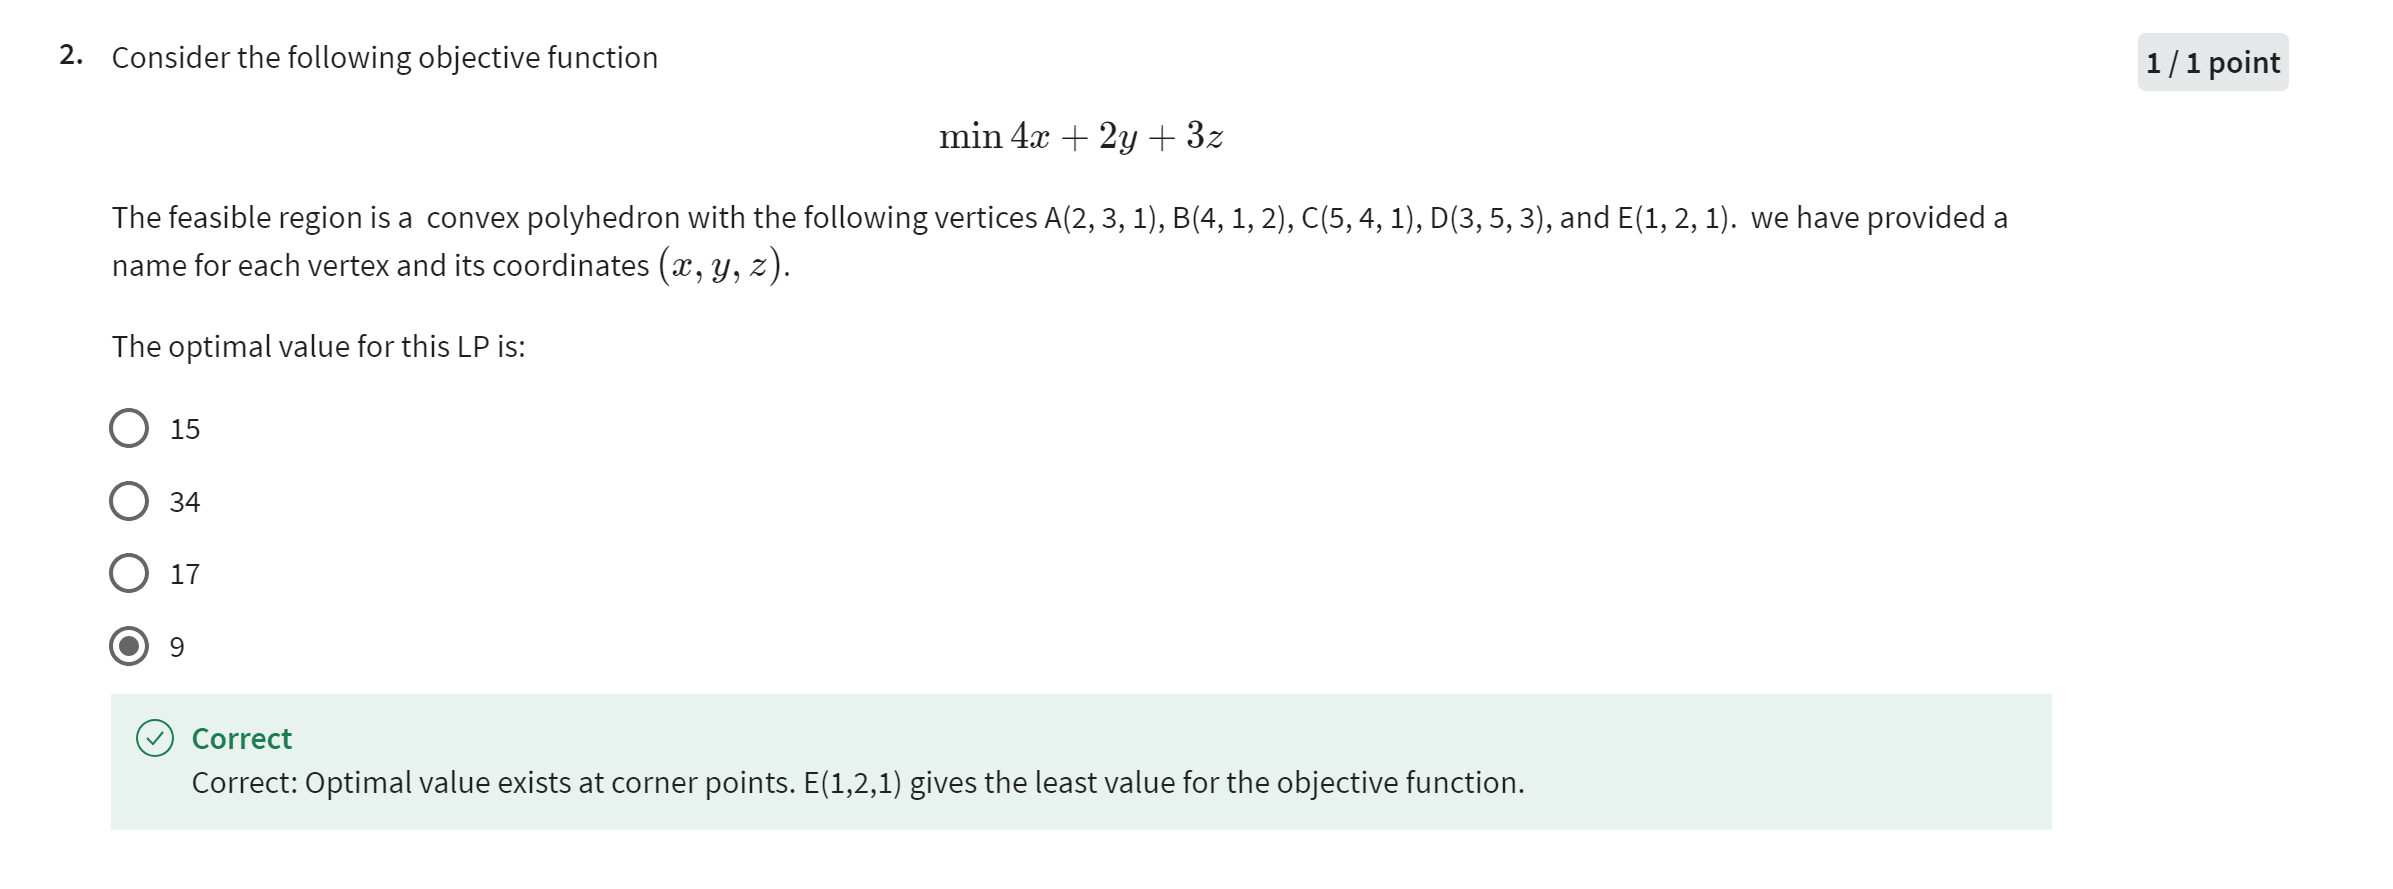 2. Consider the following objective function
1 / 1 point
min 4x + 2y + 3z
The feasible region is a convex polyhedron with the following vertices A(2, 3, 1), B(4, 1, 2), C(5, 4, 1), D(3, 5, 3), and E(1, 2, 1). we have provided a
name for each vertex and its coordinates (x, y, z).
The optimal value for this LP is:
15
34
17
9
Correct
Correct: Optimal value exists at corner points. E(1,2,1) gives the least value for the objective function.